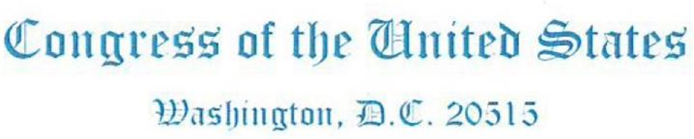 Congress of the United States
Washington, D.C. 20515